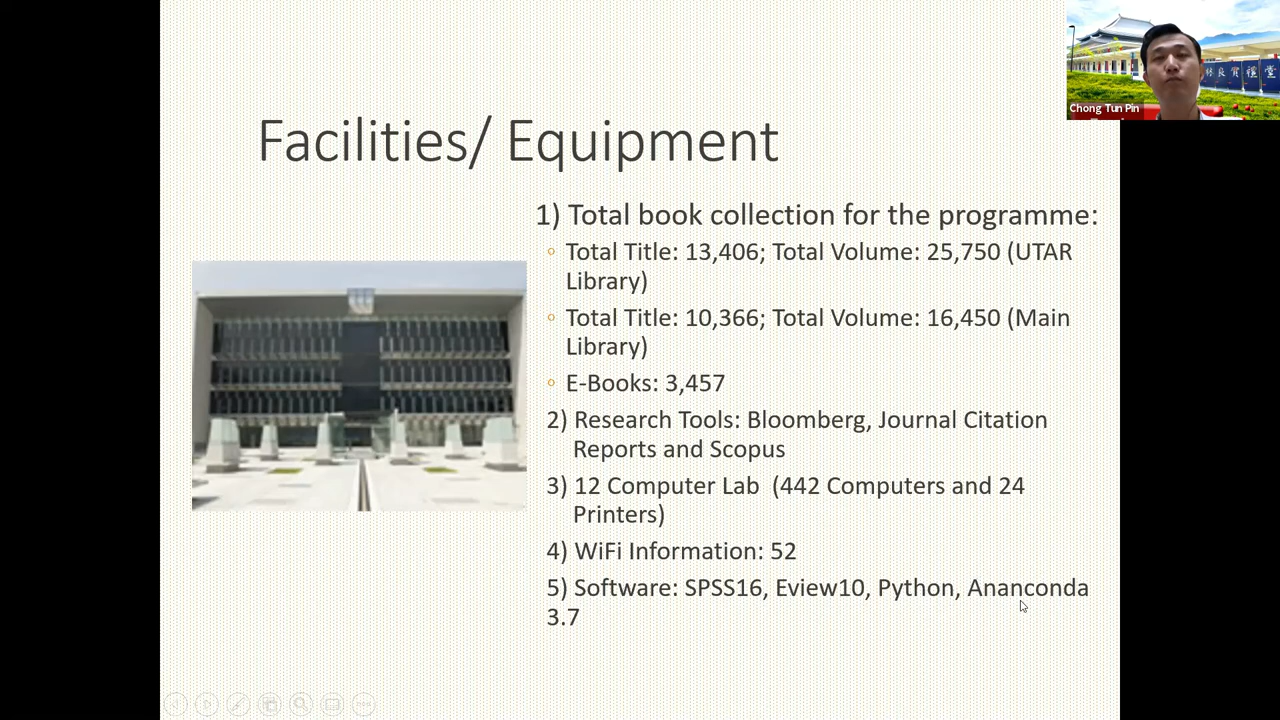 Chong Tun Pin
Facilities/ Equipment
1) Total book collection for the programme:
Total Title: 13,406; Total Volume: 25,750 (UTAR
Library)
Total Title: 10,366; Total Volume: 16,450 (Main
Library)
E-Books: 3,457
2) Research Tools: Bloomberg, Journal Citation
Reports and Scopus
3) 12 Computer Lab (442 Computers and 24
Printers)
4) WiFi Information: 52
5) Software: SPSS16, Eview10, Python, Ananconda
3.7